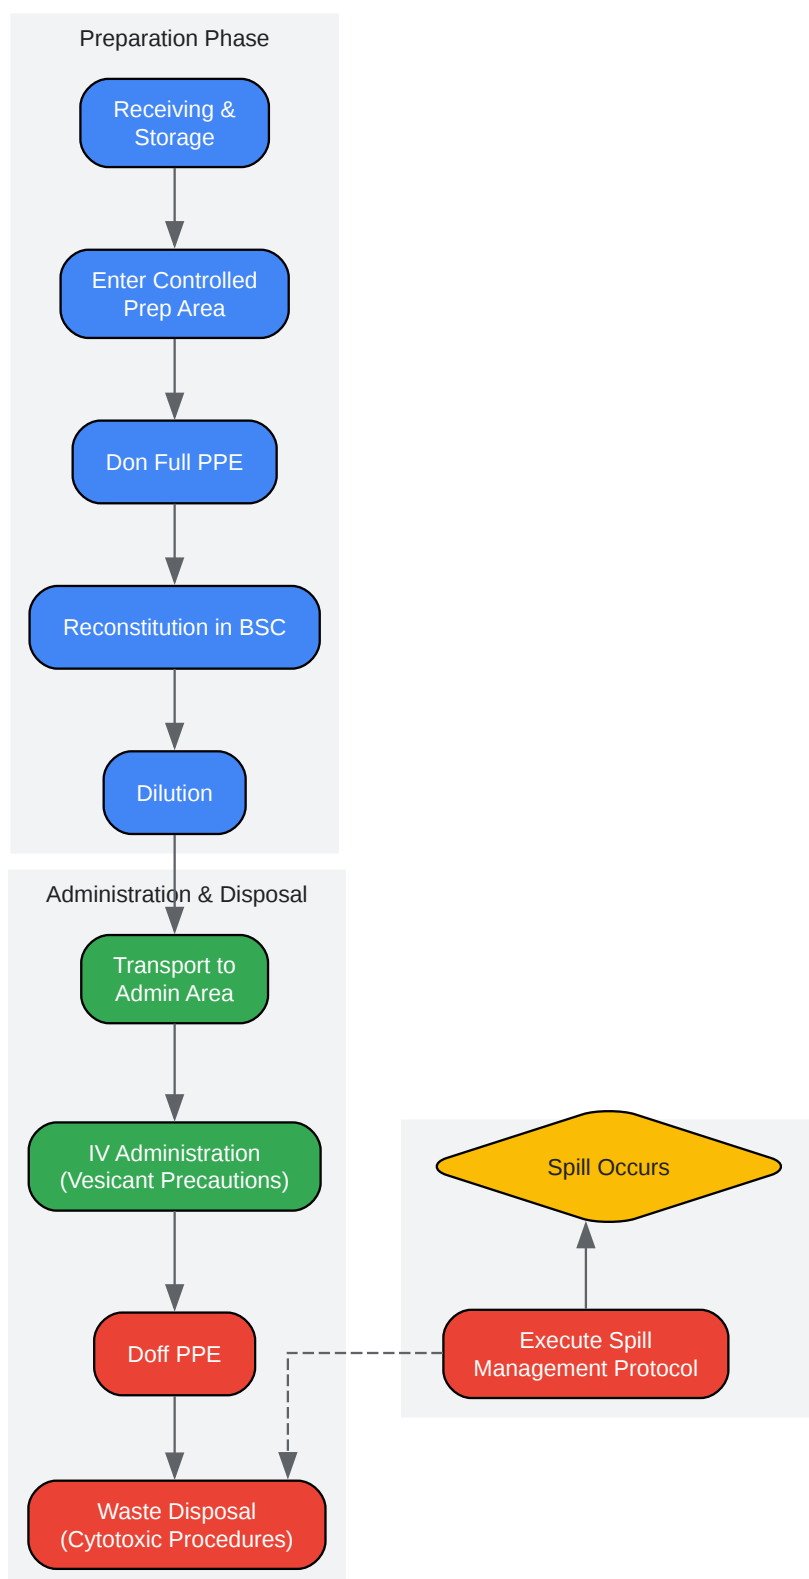 Preparation Phase
Receiving &
Storage
Enter Controlled
Prep Area
Don Full PPE
Reconstitution in BSC
Dilution
Administration & Disposal
Transport to
Admin Area
IV Administration
(Vesicant Precautions)
Spill Occurs
Doff PPE
Execute Spill
Management Protocol
Waste Disposal
(Cytotoxic Procedures)